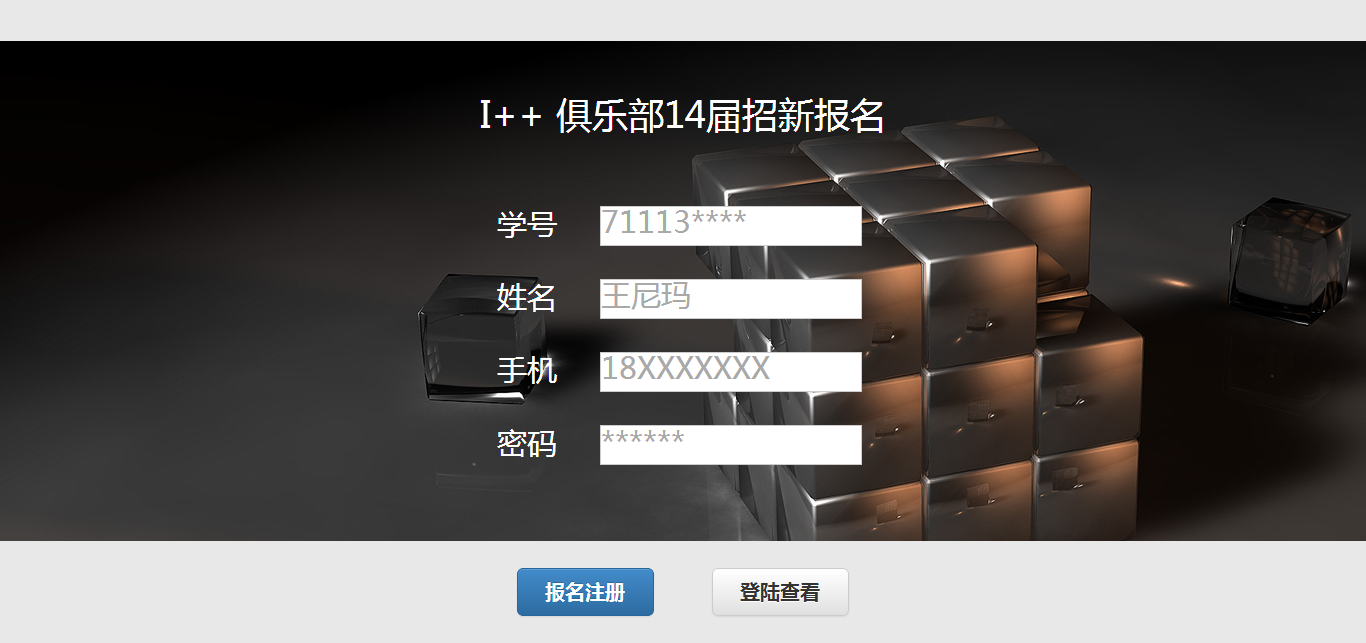 I++ 俱乐部14届招新报名
学号 71113****
姓名 王尼玛
手机 18XXXXXXX
密码 ******
报名注册 登陆查看